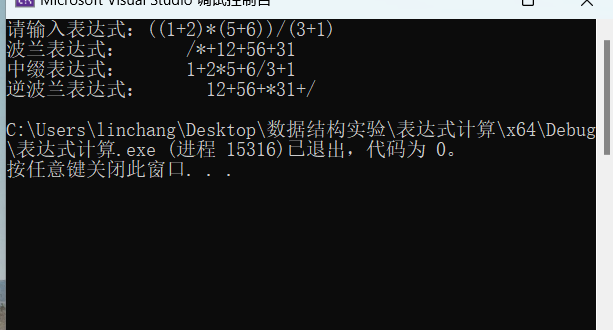 Microsoft Visual Studio 调试控制台
请输入表达式：((1+2)*(5+6))/(3+1)
波兰表达式：      /*+12+56+31
中缀表达式：      1+2*5+6/3+1
逆波兰表达式：      12+56+*31+/
C:\Users\linchang\Desktop\数据结构实验\表达式计算\x64\Debug
\表达式计算.exe (进程 15316)已退出，代码为 0。
按任意键关闭此窗口. . .